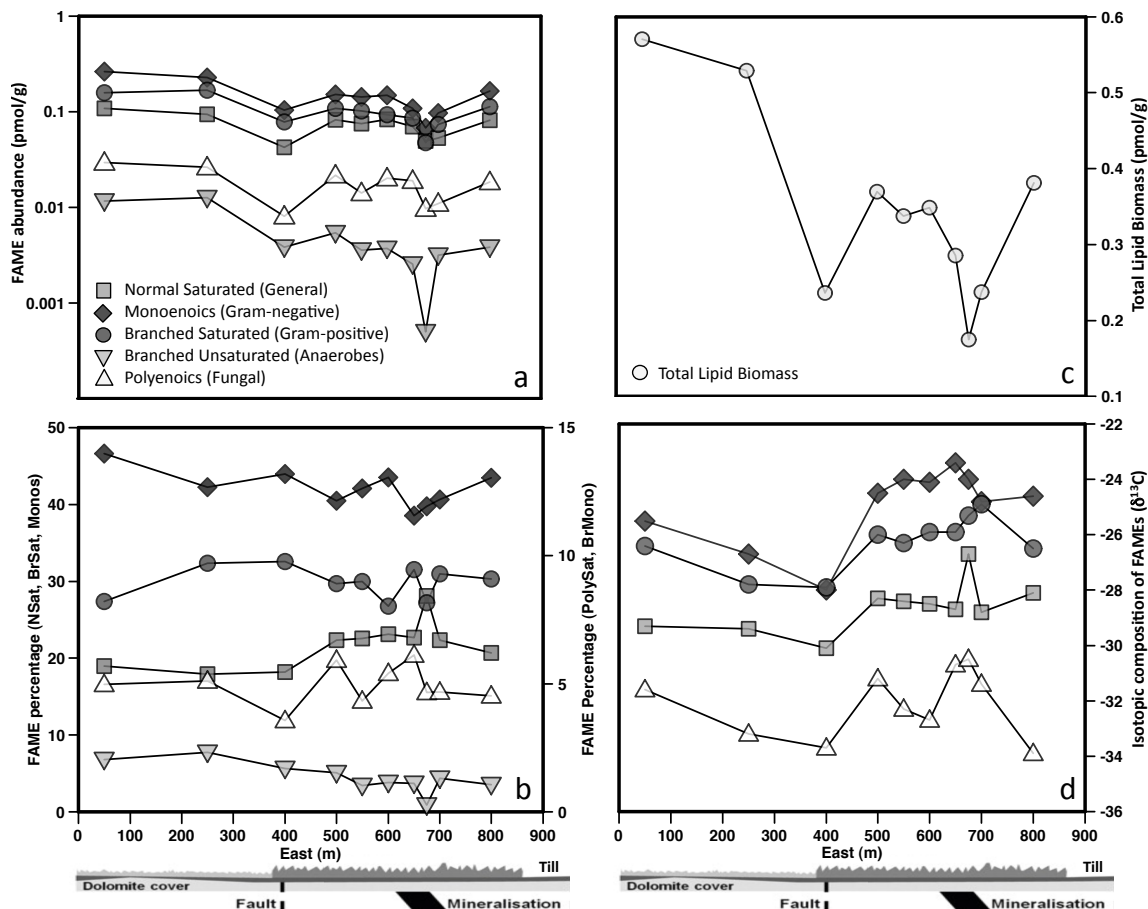 1
0.1
0.01
0.001
FAME abundance (pmol/g)
Normal Saturated (General)
Monoenoics (Gram-negative)
Branched Saturated (Gram-positive)
Branched Unsaturated (Anaerobes)
Polyenoics (Fungal)
a
0.6
0.5
0.4
0.3
0.2
0.1
Total Lipid Biomass (pmol/g)
Total Lipid Biomass
c
50
40
30
20
10
0
FAME percentage (NSat, BrSat, Monos)
15
10
5
0
FAME Percentage (PolySat, BrMono)
b
0 100 200 300 400 500 600 700 800 900
East (m)
Till
Dolomite cover
Fault
Mineralisation
-22
-24
-26
-28
-30
-32
-34
-36
Isotopic composition of FAMEs (δ13C)
d
0 100 200 300 400 500 600 700 800 900
East (m)
Till
Dolomite cover
Fault
Mineralisation